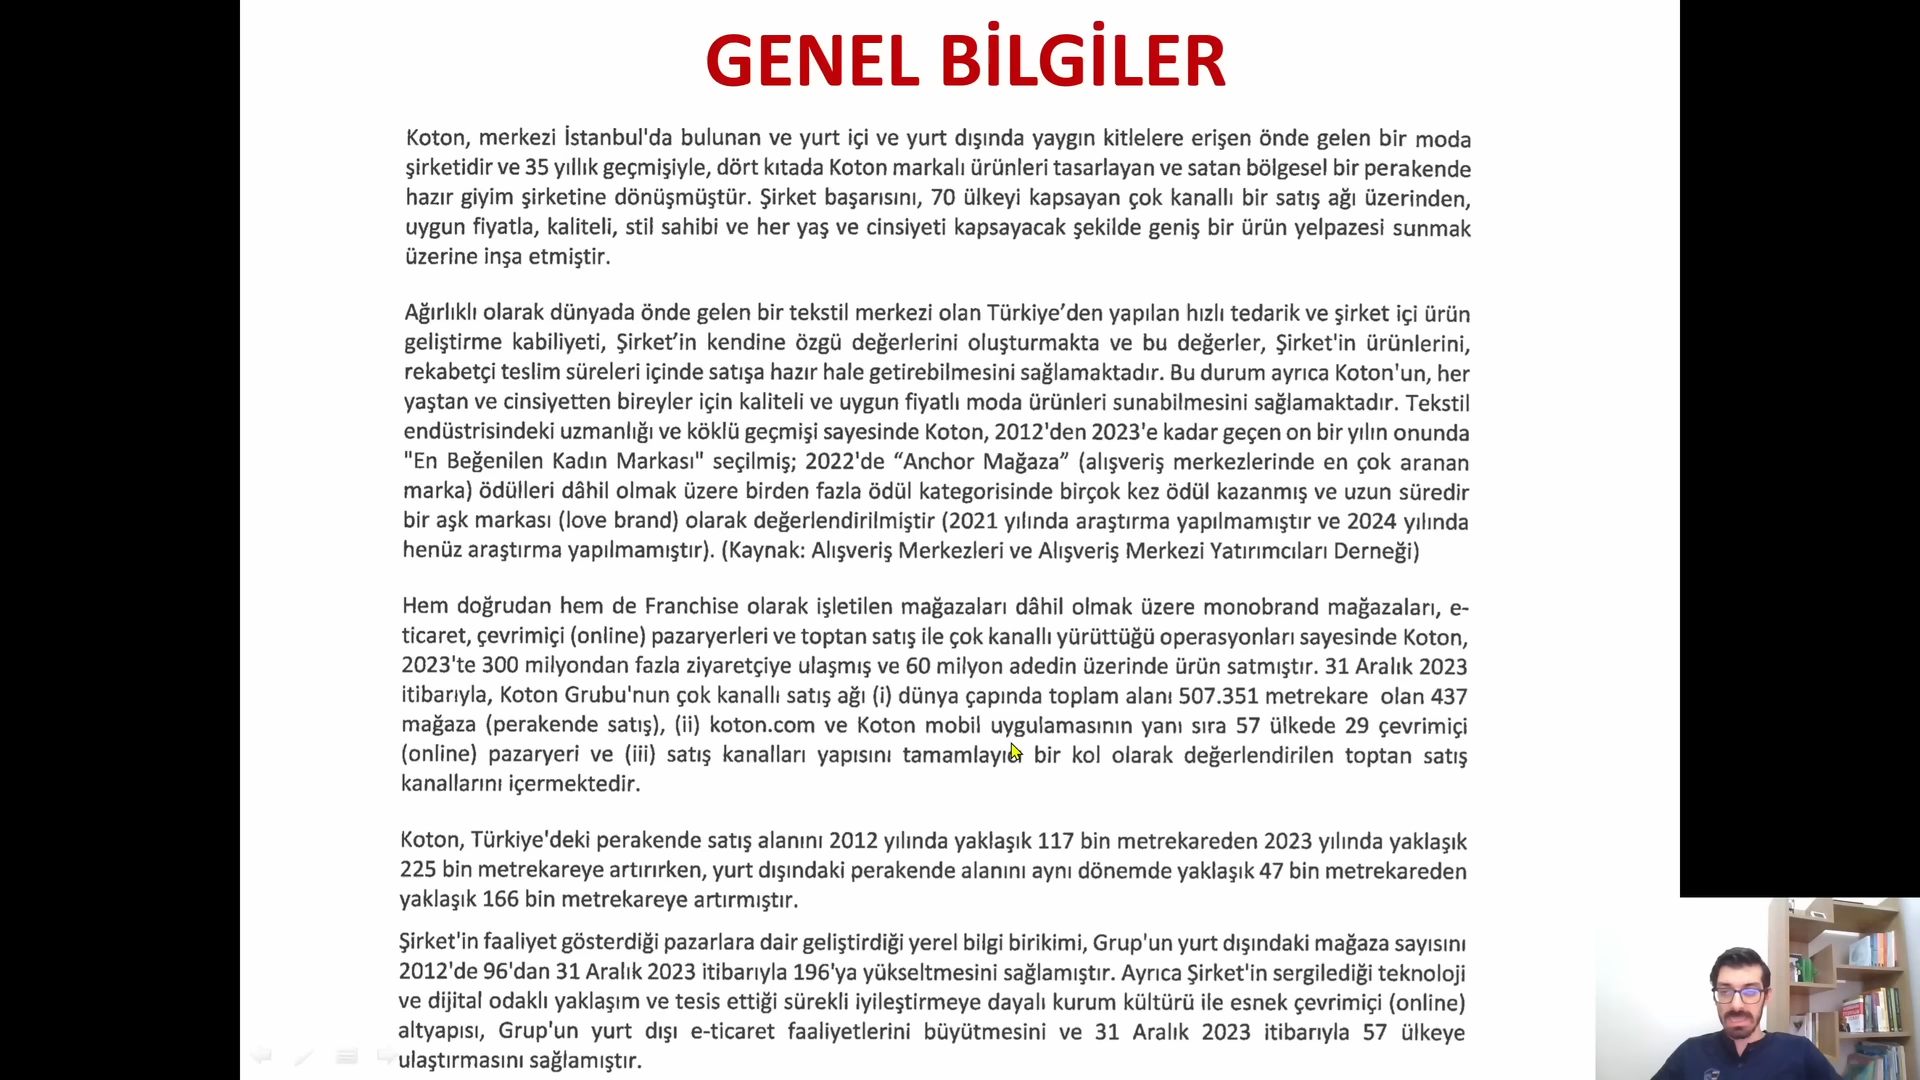 GENEL BİLGİLER
Koton, merkezi İstanbul'da bulunan ve yurt içi ve yurt dışında yaygın kitlelere erişen önde gelen bir moda
şirketidir ve 35 yıllık geçmişiyle, dört kıtada Koton markalı ürünleri tasarlayan ve satan bölgesel bir perakende
hazır giyim şirketine dönüşmüştür. Şirket başarısını, 70 ülkeyi kapsayan çok kanallı bir satış ağı üzerinden,
uygun fiyatla, kaliteli, stil sahibi ve her yaş ve cinsiyeti kapsayacak şekilde geniş bir ürün yelpazesi sunmak
üzerine inşa etmiştir.
Ağırlıklı olarak dünyada önde gelen bir tekstil merkezi olan Türkiye’den yapılan hızlı tedarik ve şirket içi ürün
geliştirme kabiliyeti, Şirket’in kendine özgü değerlerini oluşturmakta ve bu değerler, Şirket'in ürünlerini,
rekabetçi teslim süreleri içinde satışa hazır hale getirebilmesini sağlamaktadır. Bu durum ayrıca Koton'un, her
yaştan ve cinsiyetten bireyler için kaliteli ve uygun fiyatlı moda ürünleri sunabilmesini sağlamaktadır. Tekstil
endüstrisindeki uzmanlığı ve köklü geçmişi sayesinde Koton, 2012'den 2023'e kadar geçen on bir yılın onunda
"En Beğenilen Kadın Markası" seçilmiş; 2022'de “Anchor Mağaza” (alışveriş merkezlerinde en çok aranan
marka) ödülleri dâhil olmak üzere birden fazla ödül kategorisinde birçok kez ödül kazanmış ve uzun süredir
bir aşk markası (love brand) olarak değerlendirilmiştir (2021 yılında araştırma yapılmamıştır ve 2024 yılında
henüz araştırma yapılmamıştır). (Kaynak: Alışveriş Merkezleri ve Alışveriş Merkezi Yatırımcıları Derneği)
Hem doğrudan hem de Franchise olarak işletilen mağazaları dâhil olmak üzere monobrand mağazaları, e-
ticaret, çevrimiçi (online) pazaryerleri ve toptan satış ile çok kanallı yürüttüğü operasyonları sayesinde Koton,
2023'te 300 milyondan fazla ziyaretçiye ulaşmış ve 60 milyon adedin üzerinde ürün satmıştır. 31 Aralık 2023
itibarıyla, Koton Grubu'nun çok kanallı satış ağı (i) dünya çapında toplam alanı 507.351 metrekare olan 437
mağaza (perakende satış), (ii) koton.com ve Koton mobil uygulamasının yanı sıra 57 ülkede 29 çevrimiçi
(online) pazaryeri ve (iii) satış kanalları yapısını tamamlayıcı bir kol olarak değerlendirilen toptan satış
kanallarını içermektedir.
Koton, Türkiye'deki perakende satış alanını 2012 yılında yaklaşık 117 bin metrekareden 2023 yılında yaklaşık
225 bin metrekareye artırırken, yurt dışındaki perakende alanını aynı dönemde yaklaşık 47 bin metrekareden
yaklaşık 166 bin metrekareye artırmıştır.
Şirket'in faaliyet gösterdiği pazarlara dair geliştirdiği yerel bilgi birikimi, Grup'un yurt dışındaki mağaza sayısını
2012'de 96'dan 31 Aralık 2023 itibarıyla 196'ya yükseltmesini sağlamıştır. Ayrıca Şirket'in sergilediği teknoloji
ve dijital odaklı yaklaşım ve tesis ettiği sürekli iyileştirmeye dayalı kurum kültürü ile esnek çevrimiçi (online)
altyapısı, Grup'un yurt dışı e-ticaret faaliyetlerini büyütmesini ve 31 Aralık 2023 itibarıyla 57 ülkeye
ulaştırmasını sağlamıştır.